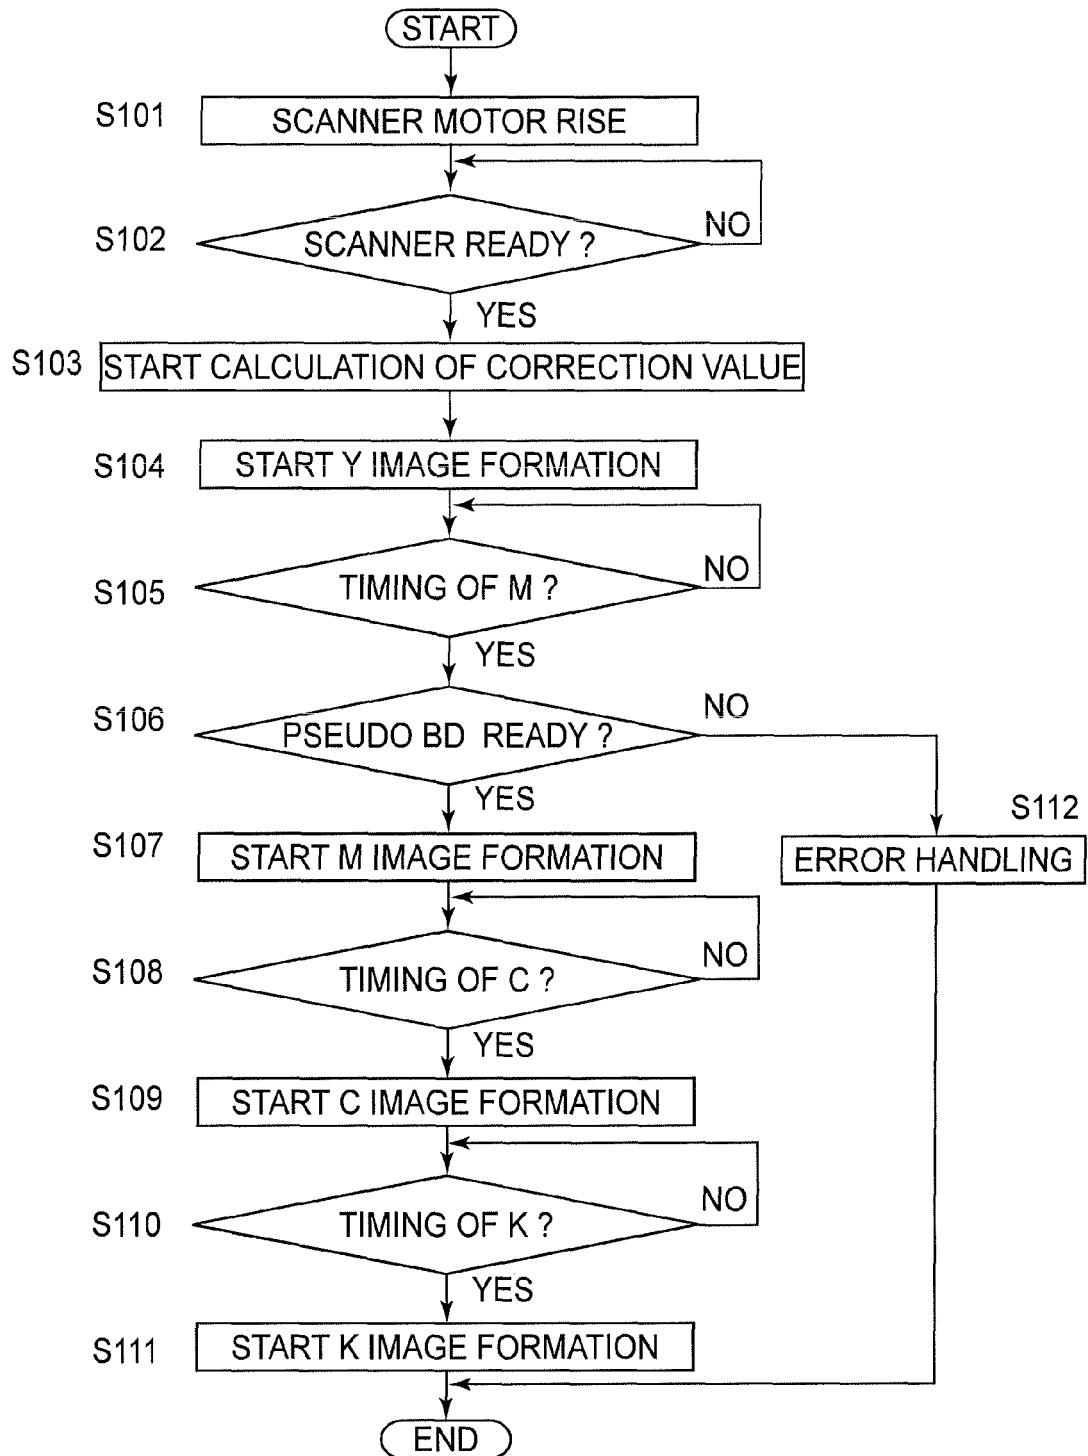 START
S101 SCANNER MOTOR RISE
S102 SCANNER READY ? NO
YES
S103 START CALCULATION OF CORRECTION VALUE
S104 START Y IMAGE FORMATION
S105 TIMING OF M ? NO
YES
S106 PSEUDO BD READY ? NO
YES
S107 START M IMAGE FORMATION
S112
ERROR HANDLING
S108 TIMING OF C ? NO
YES
S109 START C IMAGE FORMATION
S110 TIMING OF K ? NO
YES
S111 START K IMAGE FORMATION
END